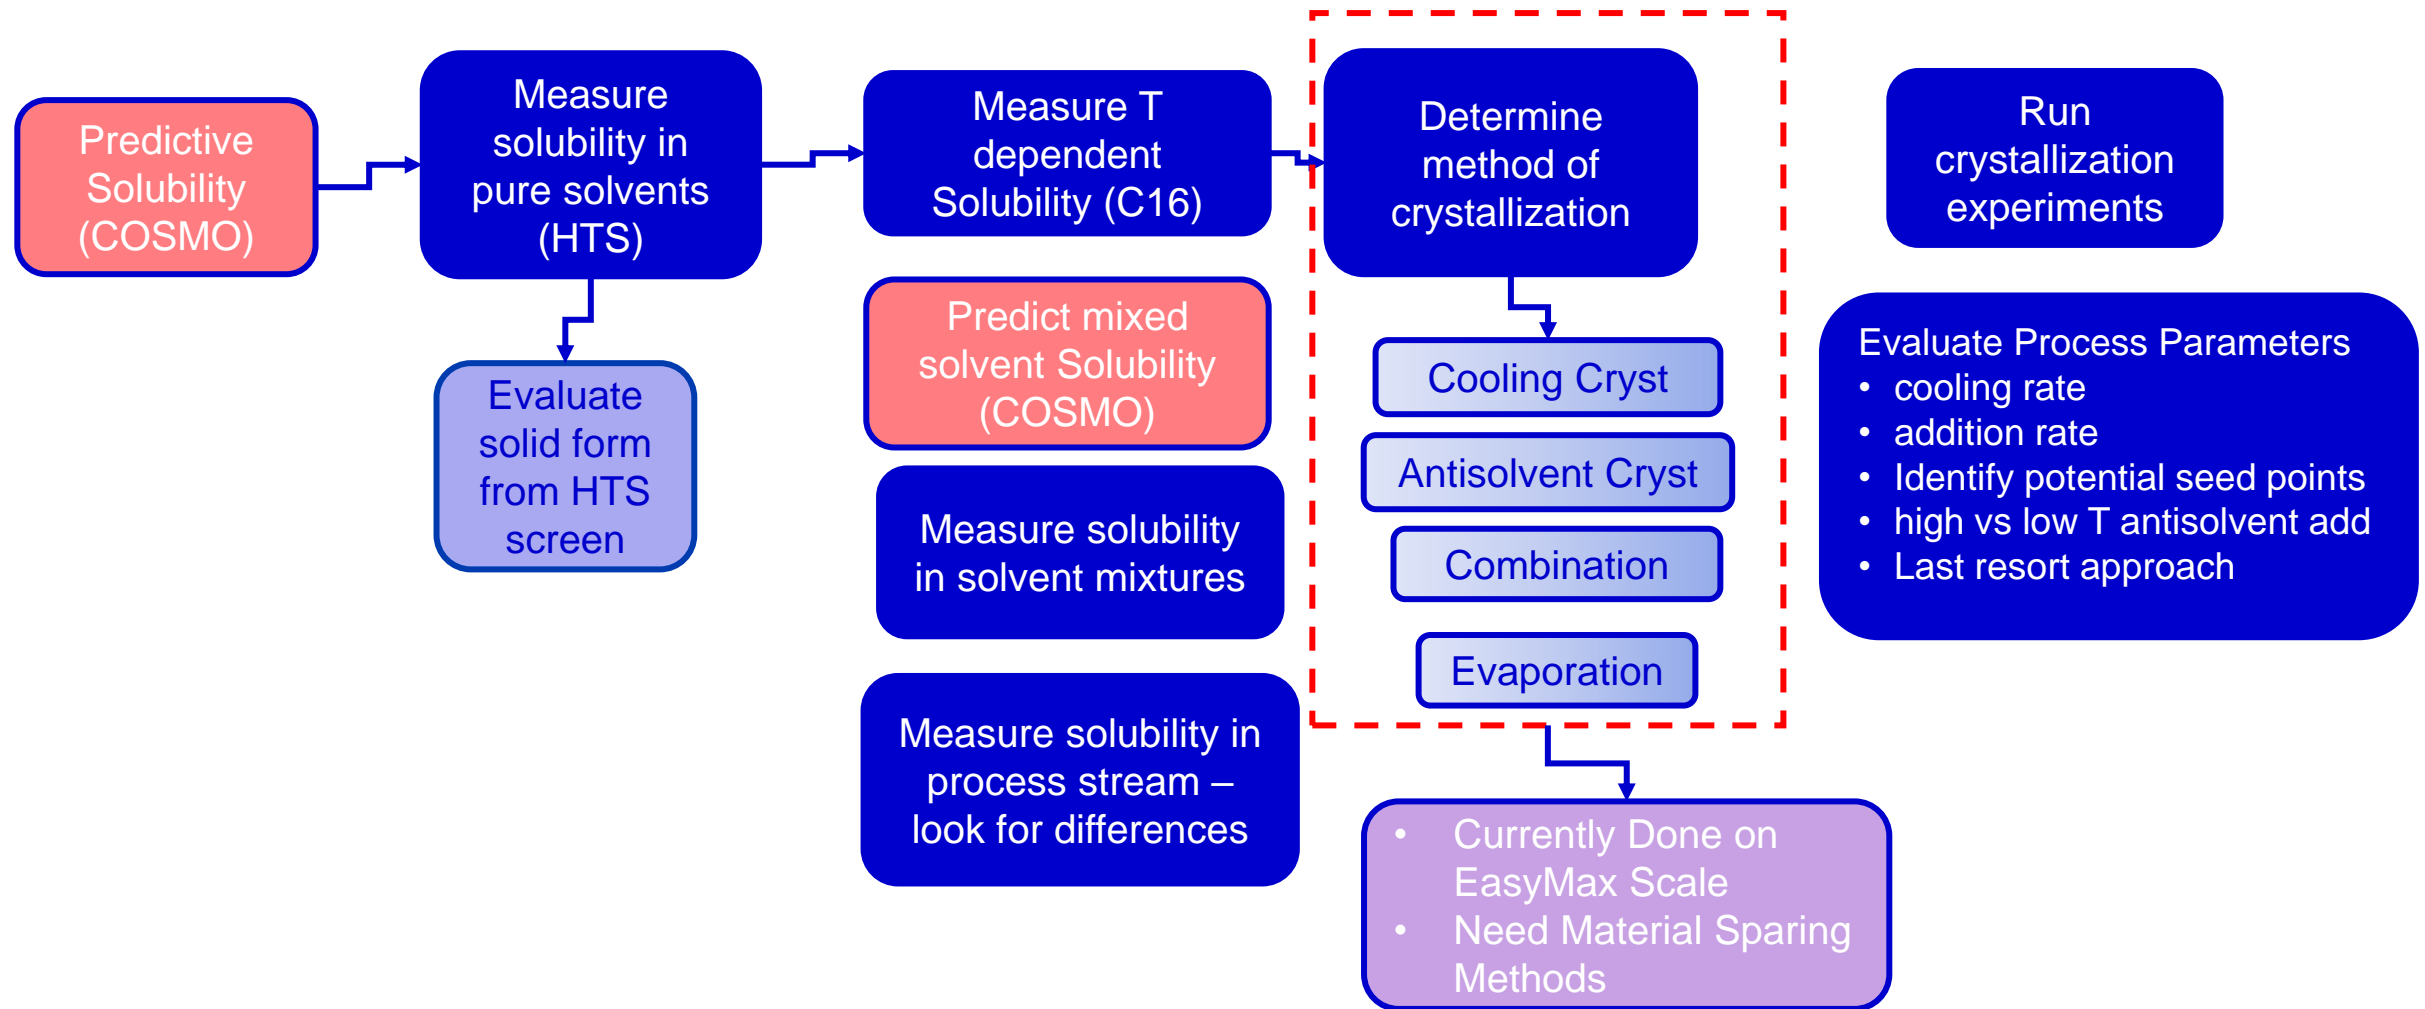 Predictive
Solubility
(COSMO)
Measure
solubility in
pure solvents
(HTS)
Evaluate
solid form
from HTS
screen
Measure T
dependent
Solubility (C16)
Predict mixed
solvent Solubility
(COSMO)
Measure solubility
in solvent mixtures
Measure solubility in
process stream –
look for differences
Determine
method of
crystallization
Cooling Cryst
Antisolvent Cryst
Combination
Evaporation
• Currently Done on
EasyMax Scale
• Need Material Sparing
Methods
Run
crystallization
experiments
Evaluate Process Parameters
• cooling rate
• addition rate
• Identify potential seed points
• high vs low T antisolvent add
• Last resort approach